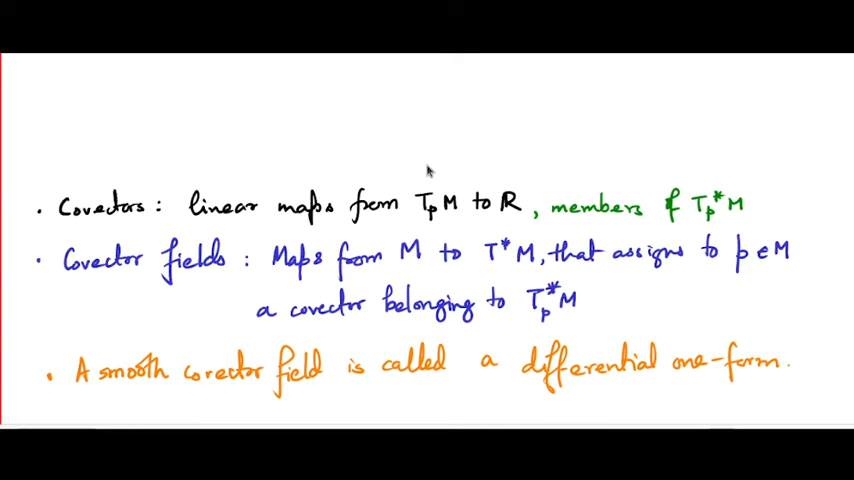 . Covectors: linear maps from TₚM to ℝ, members of Tₚ*M
. Covector fields: Maps from M to T*M, that assigns to p ∈ M
a covector belonging to Tₚ*M
. A smooth covector field is called a differential one-form.